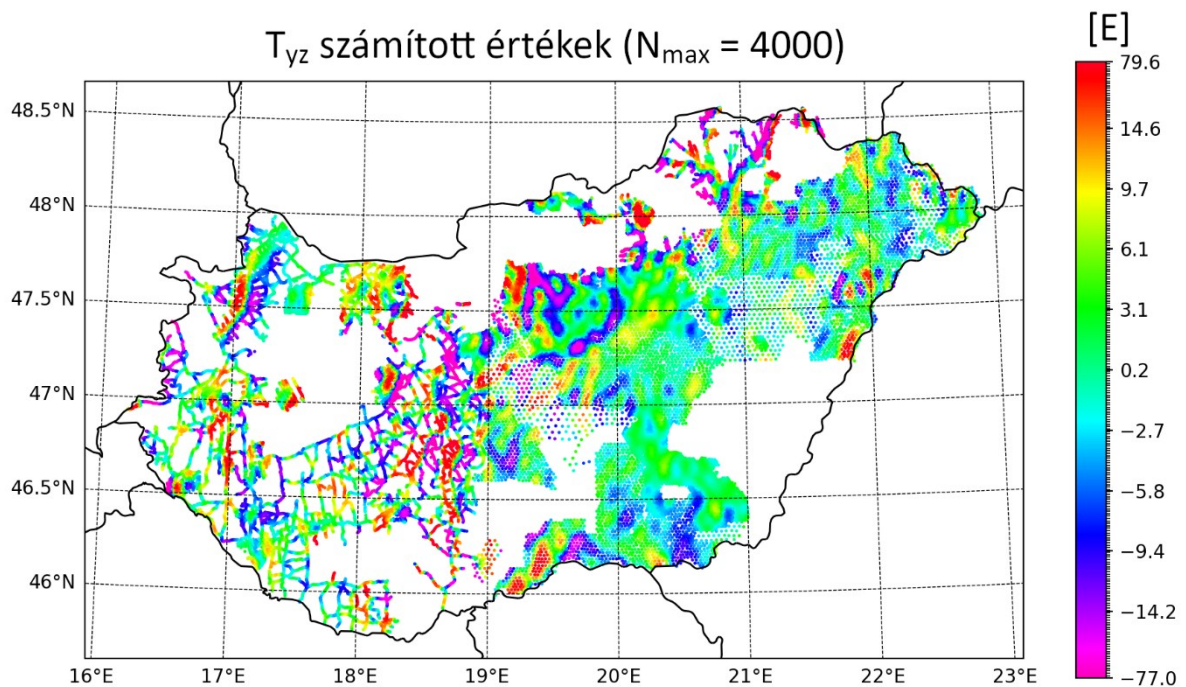 [E]
T_yz számított értékek (N_max = 4000)
79.6
14.6
9.7
6.1
3.1
0.2
−2.7
−5.8
−9.4
−14.2
−77.0
48.5°N
48°N
47.5°N
47°N
46.5°N
46°N
16°E 17°E 18°E 19°E 20°E 21°E 22°E 23°E